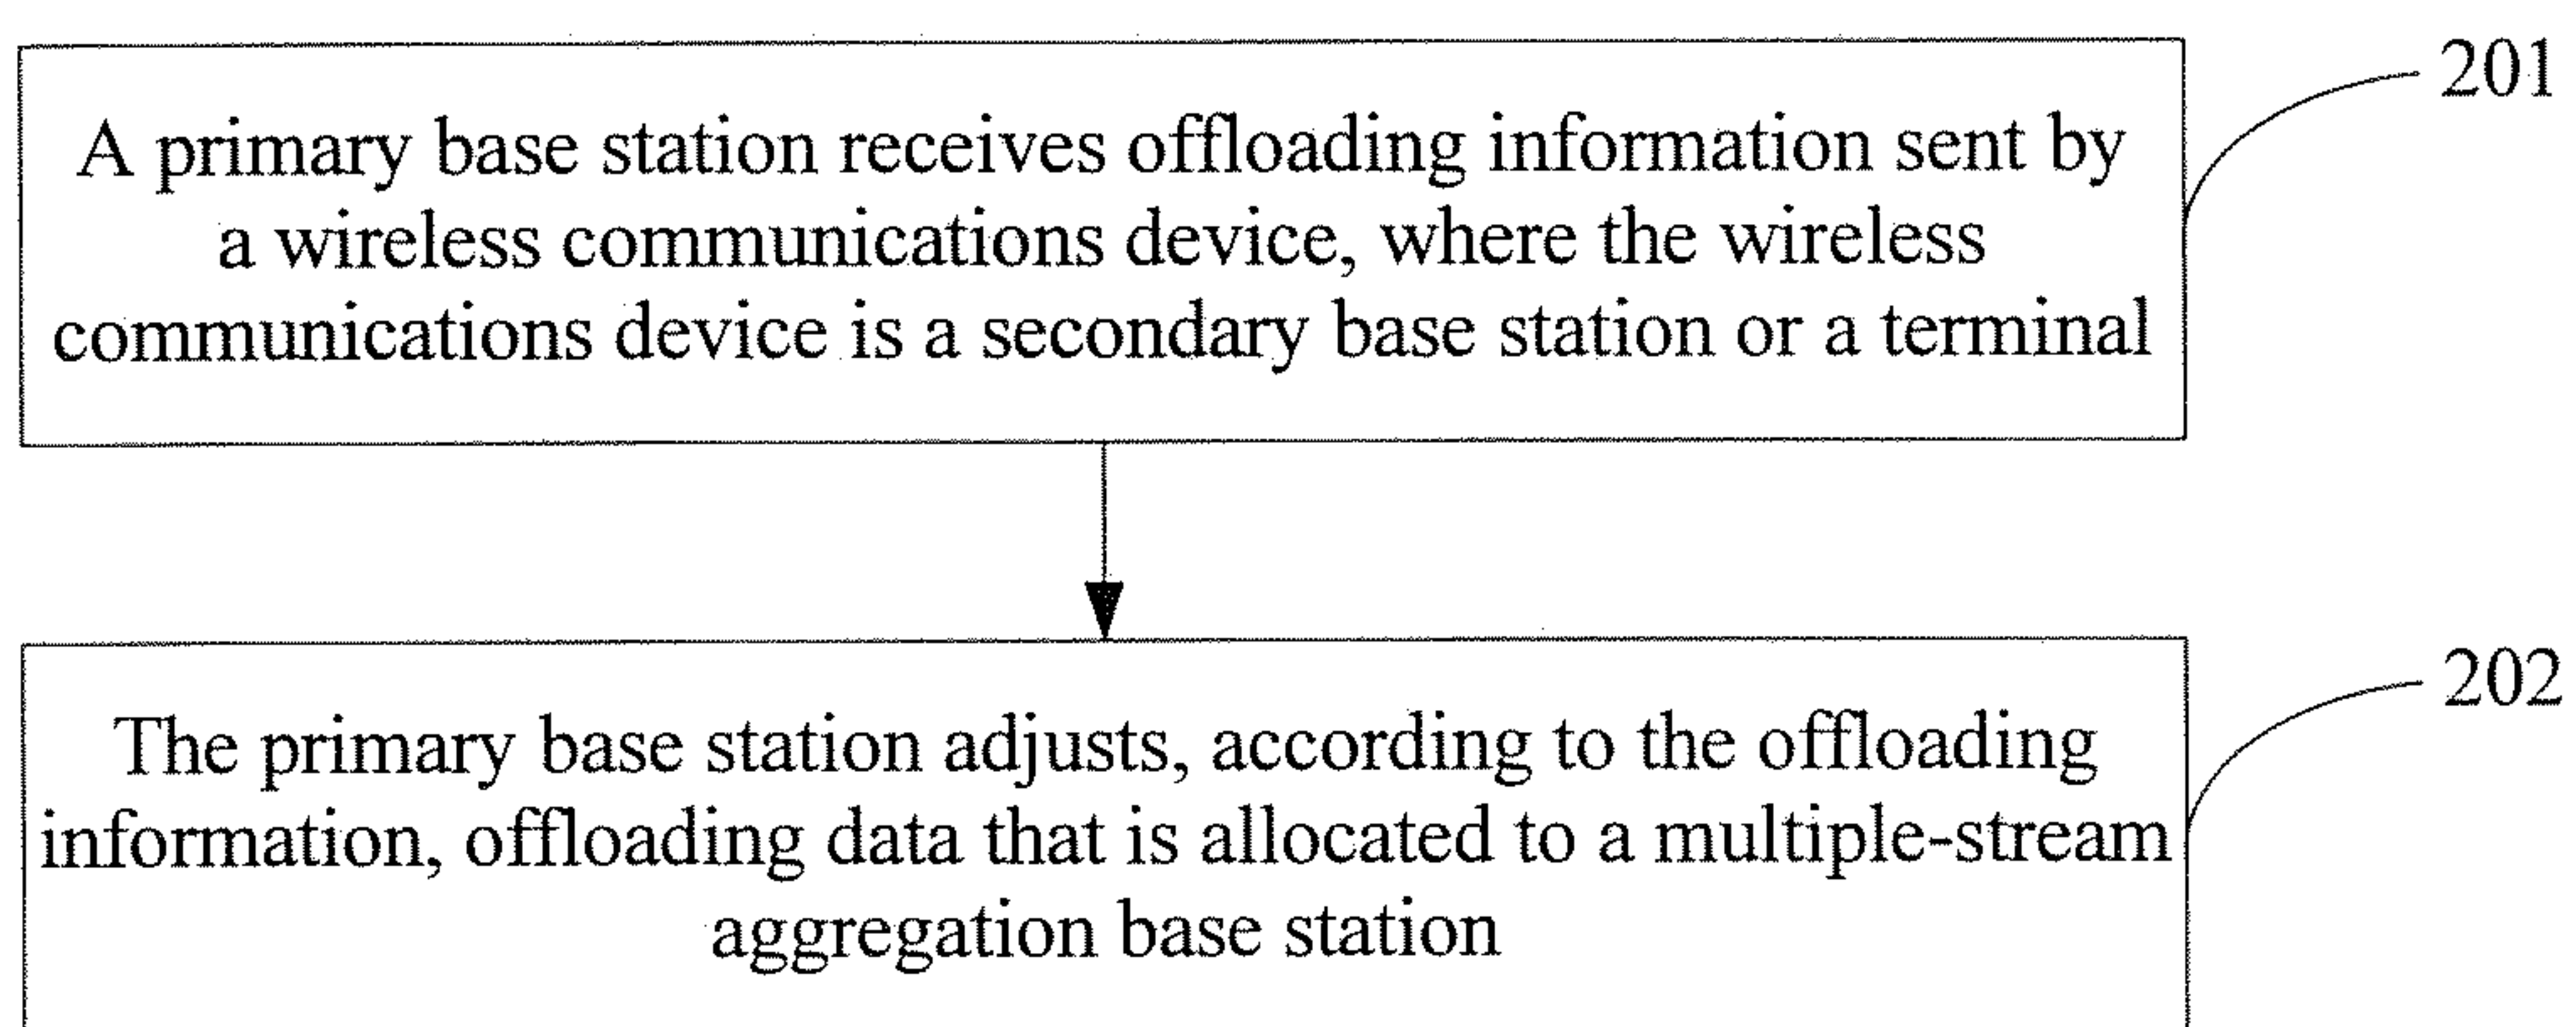 201
A primary base station receives offloading information sent by
a wireless communications device, where the wireless
communications device is a secondary base station or a terminal
202
The primary base station adjusts, according to the offloading
information, offloading data that is allocated to a multiple-stream
aggregation base station